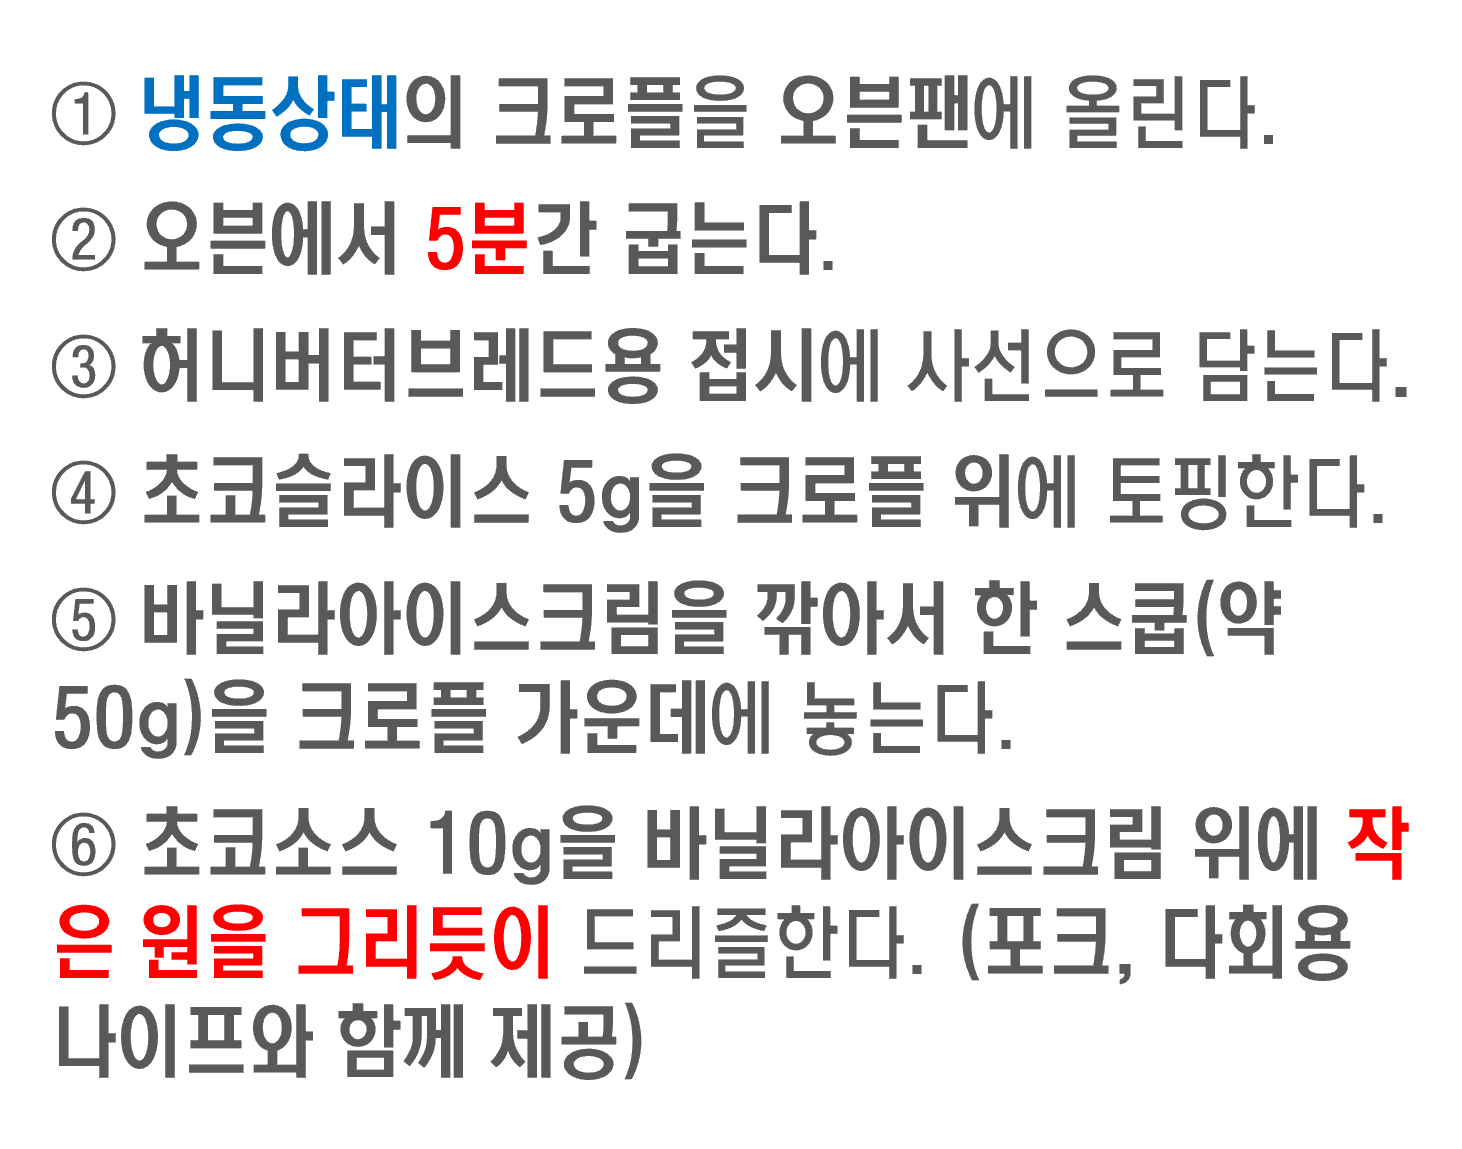 ① 냉동상태의 크로플을 오븐팬에 올린다.
② 오븐에서 5분간 굽는다.
③ 허니버터브레드용 접시에 사선으로 담는다.
④ 초코슬라이스 5g을 크로플 위에 토핑한다.
⑤ 바닐라아이스크림을 깎아서 한 스쿱(약
50g)을 크로플 가운데에 놓는다.
⑥ 초코소스 10g을 바닐라아이스크림 위에 작
은 원을 그리듯이 드리즐한다. (포크, 다회용
나이프와 함께 제공)